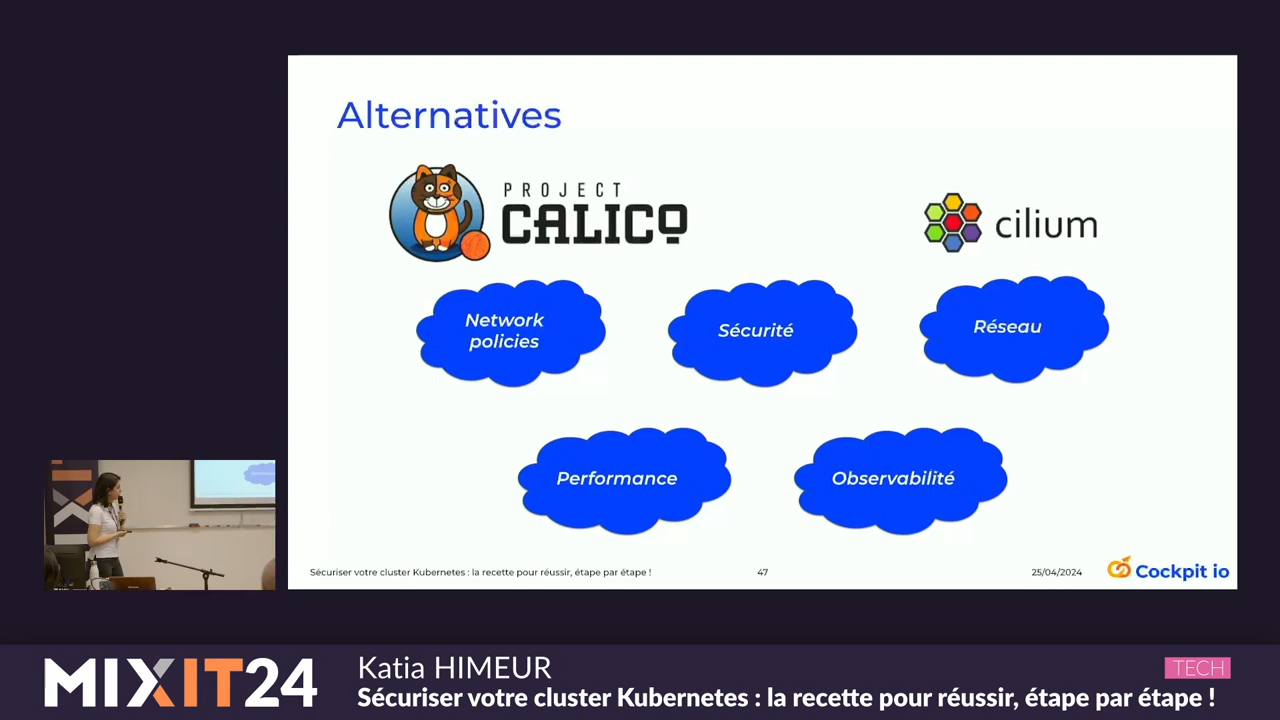 Alternatives
PROJECT
CALICO
cilium
Network
policies
Sécurité
Réseau
Performance
Observabilité
Sécuriser votre cluster Kubernetes : la recette pour réussir, étape par étape !
47
25/04/2024
Cockpit io
MIXIT24
Katia HIMEUR
TECH
Sécuriser votre cluster Kubernetes : la recette pour réussir, étape par étape !